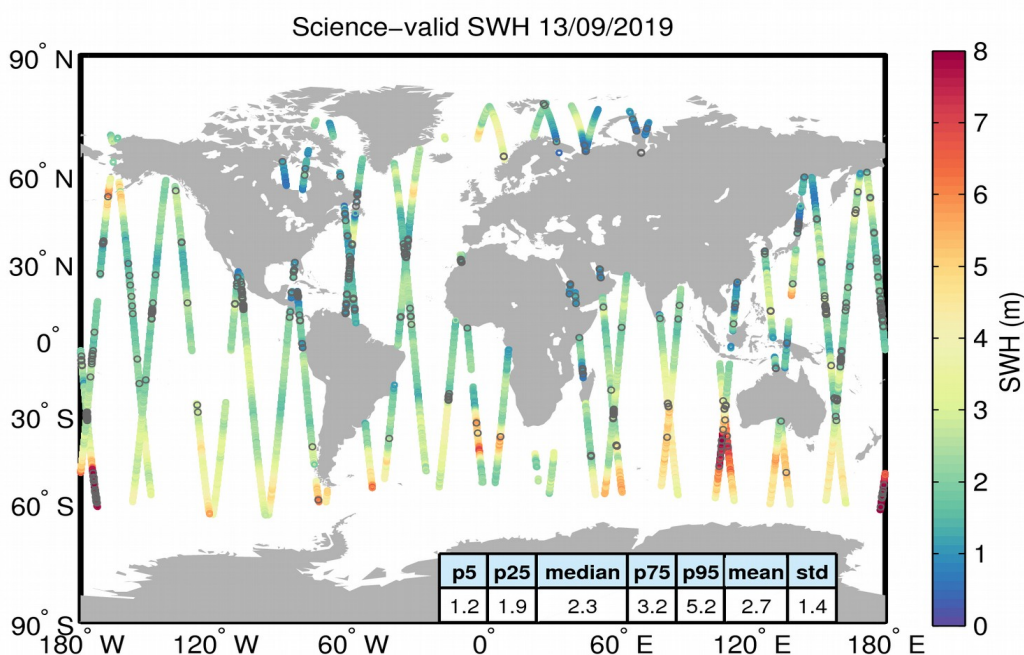 Science–valid SWH 13/09/2019
90° N
60° N
30° N
0°
30° S
60° S
90° S
180° W
120° W
60° W
0°
60° E
120° E
180° E
p5 p25 median p75 p95 mean std
1.2 1.9 2.3 3.2 5.2 2.7 1.4
8
7
6
5
4
3
2
1
0
SWH (m)